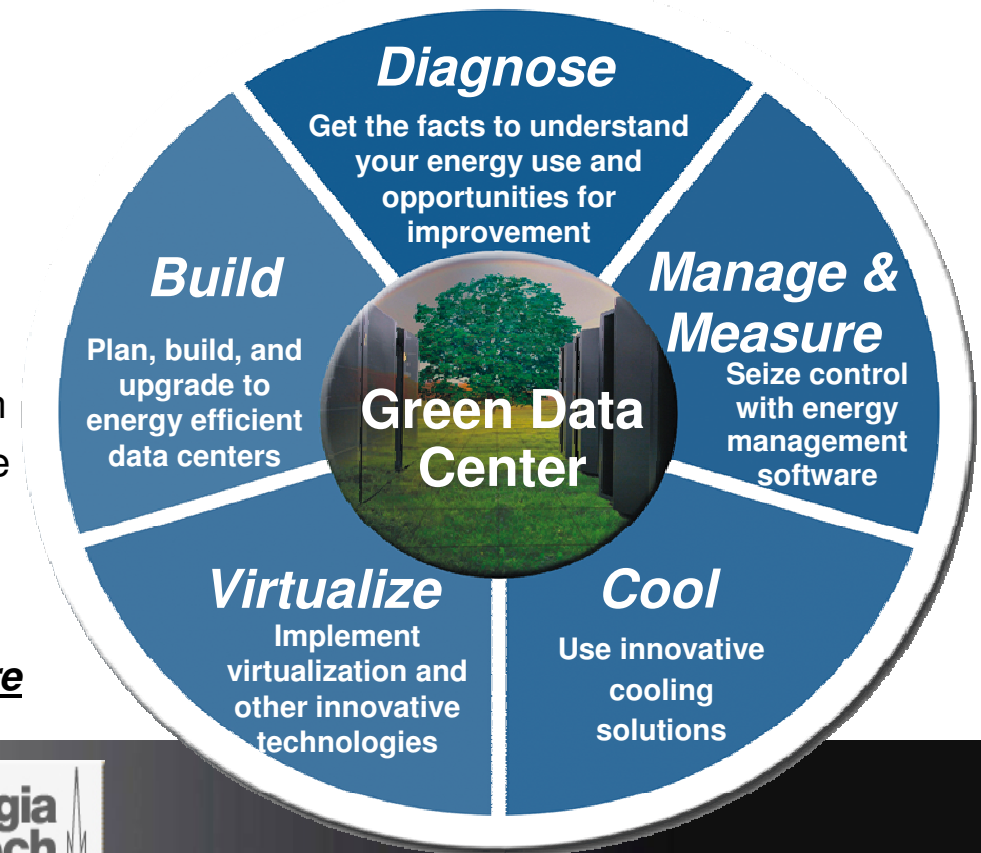 Diagnose
Get the facts to understand
your energy use and
opportunities for
improvement
Manage &
Measure
Seize control
with energy
management
software
Cool
Use innovative
cooling
solutions
Virtualize
Implement
virtualization and
other innovative
technologies
Build
Plan, build, and
upgrade to
energy efficient
data centers
Green Data
Center